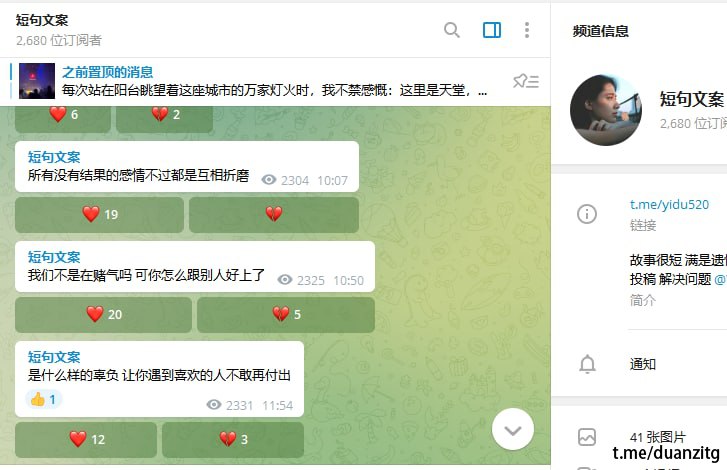 短句文案
2,680 位订阅者
之前置顶的消息
每次站在阳台眺望着这座城市的万家灯火时，我不禁感慨：这里是天堂，...
6
2
短句文案
所有没有结果的感情不过都是互相折磨
2304 10:07
19
短句文案
我们不是在赌气吗 可你怎么跟别人好上了
2325 10:50
20
5
短句文案
是什么样的辜负 让你遇到喜欢的人不敢再付出
1
2331 11:54
12
3
频道信息
短句文案
2,680 位订阅
t.me/yidu520
链接
故事很短 满是遗
投稿 解决问题 @
简介
通知
41 张图片
t.me/duanzitg